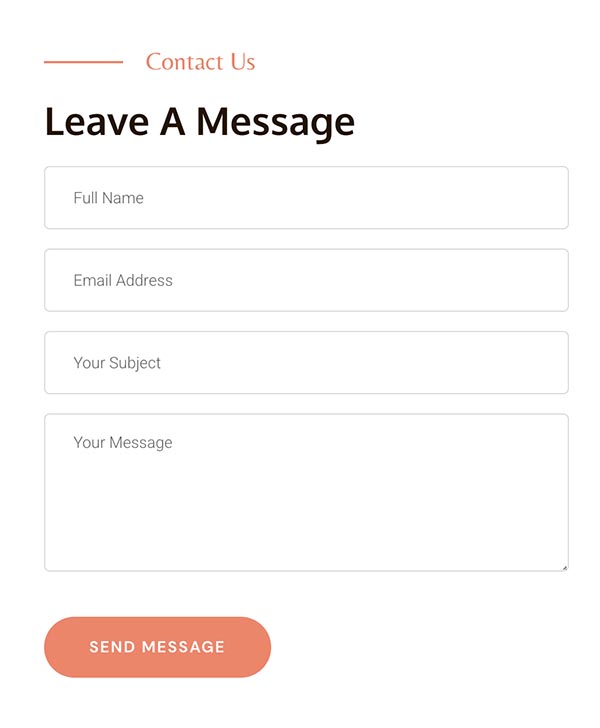 Contact Us
Leave A Message
Full Name
Email Address
Your Subject
Your Message
SEND MESSAGE